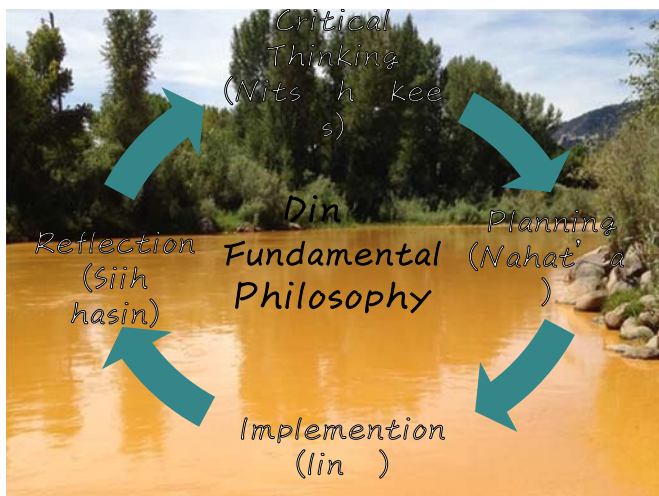 Critical
Thinking
(Nits h kee
s)
Planning
(Nahat' a
)
Implemention
(Iin )
Reflection
(Siih
hasin)
Din
Fundamental
Philosophy